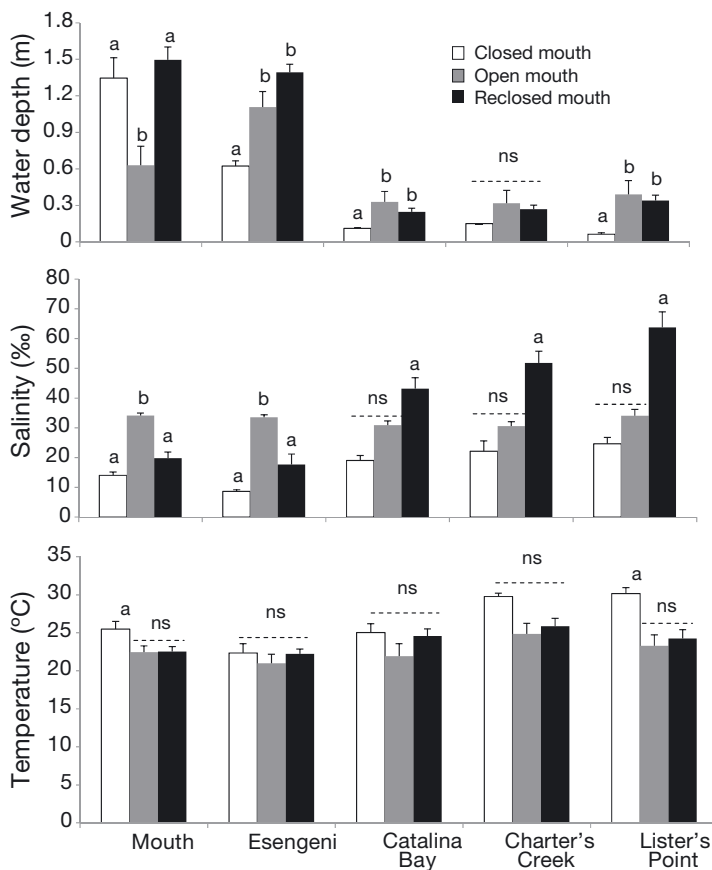 Water depth (m)
1.8
1.5
1.2
0.9
0.6
0.3
0
a
b
a
a
b
b
a
b
b
ns
a
b
b
Closed mouth
Open mouth
Reclosed mouth
Salinity (‰)
80
70
60
50
40
30
20
10
0
a
b
a
a
b
a
ns
a
ns
a
ns
a
Temperature (ºC)
35
30
25
20
15
10
5
0
a
ns
ns
ns
ns
a
ns
Mouth
Esengeni
Catalina
Bay
Charter's
Creek
Lister's
Point